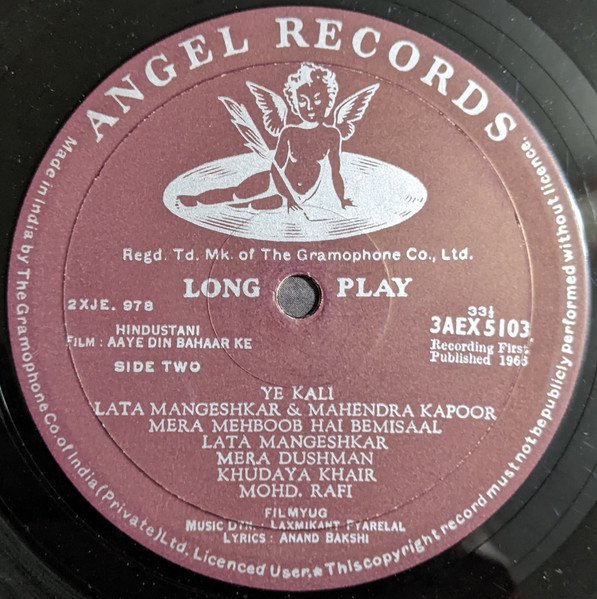 ANGEL RECORDS
Regd. Td. Mk. of The Gramophone Co., Ltd.
LONG PLAY
2XJE. 978
33⅓
3AEX 5103
HINDUSTANI
FILM : AAYE DIN BAHAAR KE
Recording First
Published 1966
SIDE TWO
YE KALI
LATA MANGESHKAR & MAHENDRA KAPOOR
MERA MEHBOOB HAI BEMISAAL
LATA MANGESHKAR
MERA DUSHMAN
KHUDAYA KHAIR
MOHD. RAFI
FILMYUG
MUSIC DTN. : LAXMIKANT PYARELAL
LYRICS : ANAND BAKSHI
Made in India by The Gramophone Co. of India (Private) Ltd. Licenced User. ★ This copyright record must not be publicly performed without licence.